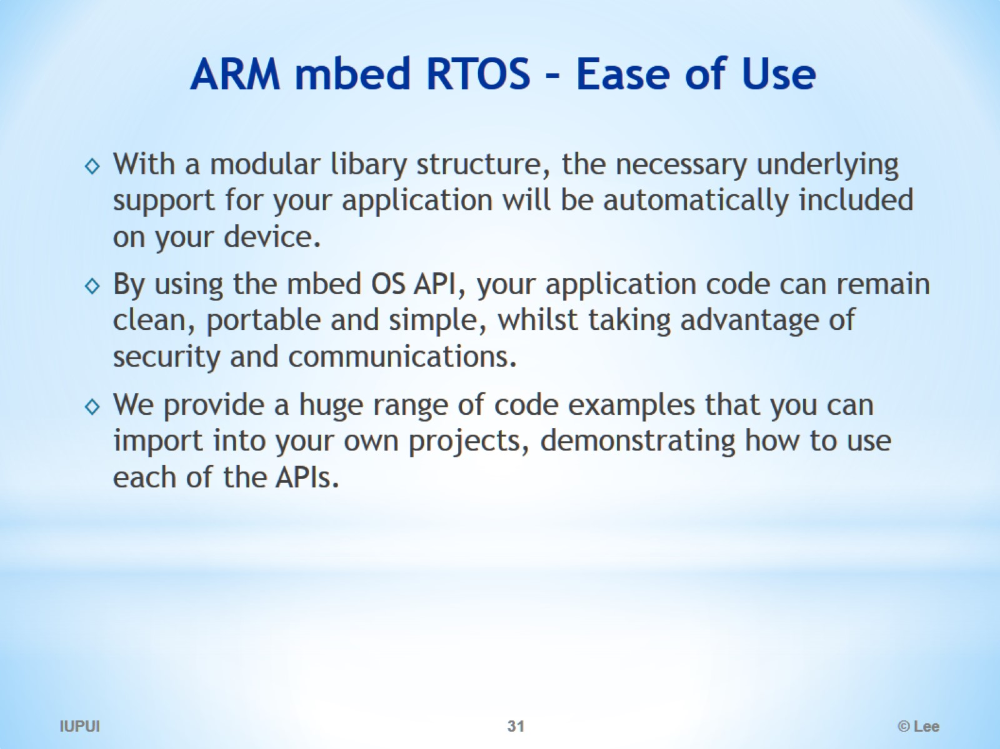 ARM mbed RTOS – Ease of Use
◇ With a modular libary structure, the necessary underlying
support for your application will be automatically included
on your device.
◇ By using the mbed OS API, your application code can remain
clean, portable and simple, whilst taking advantage of
security and communications.
◇ We provide a huge range of code examples that you can
import into your own projects, demonstrating how to use
each of the APIs.
IUPUI
31
© Lee